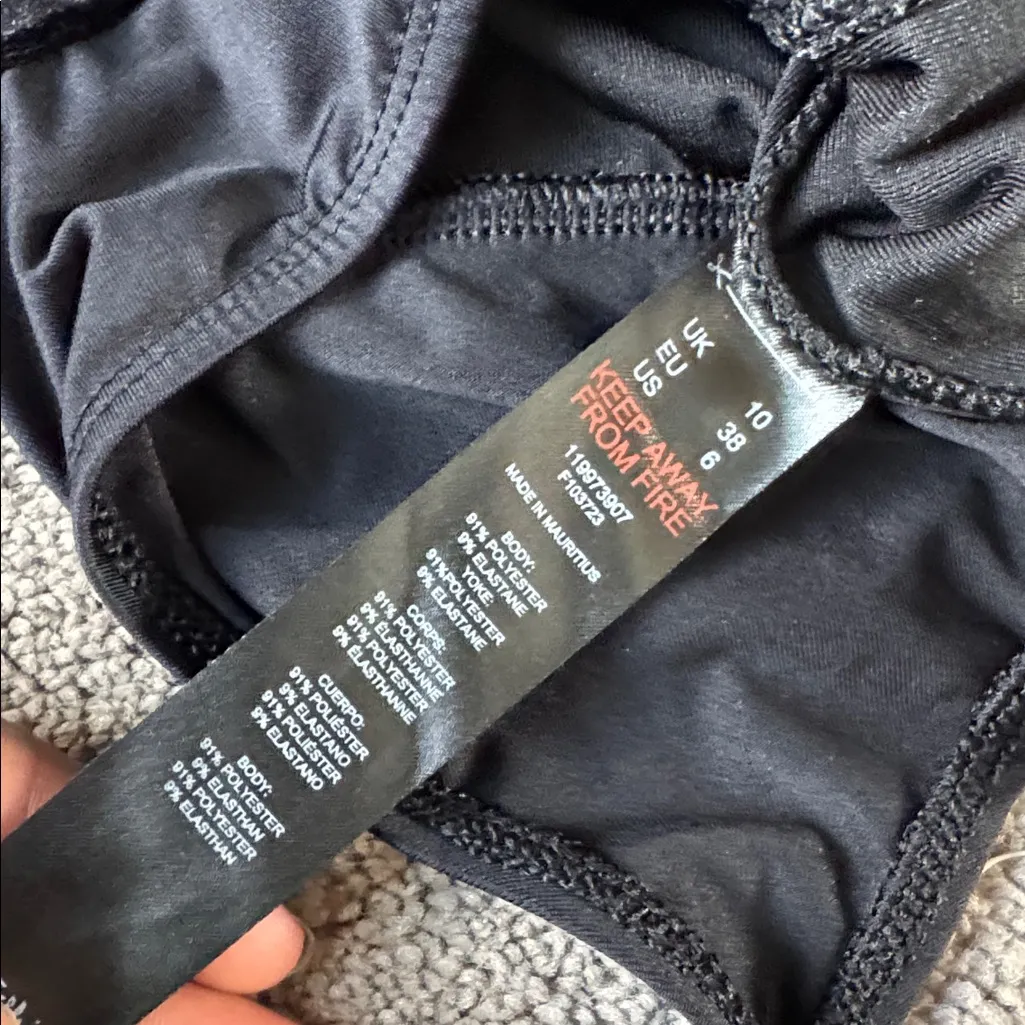 UK 10
EU 38
US 6
KEEP AWAY
FROM FIRE
119973907
F103723
MADE IN MAURITIUS
BODY:
91% POLYESTER
9% ELASTANE
YOKE
91%POLYESTER
9% ELASTANE
CORPS:
91% POLYESTER
9% ÉLASTHANNE
91% POLYESTER
9% ÉLASTHANNE
CUERPO:
91% POLIÉSTER
9% ELASTANO
91% POLIÉSTER
9% ELASTANO
BODY:
91% POLYESTER
9% ELASTHAN
91% POLYESTER
9% ELASTHAN